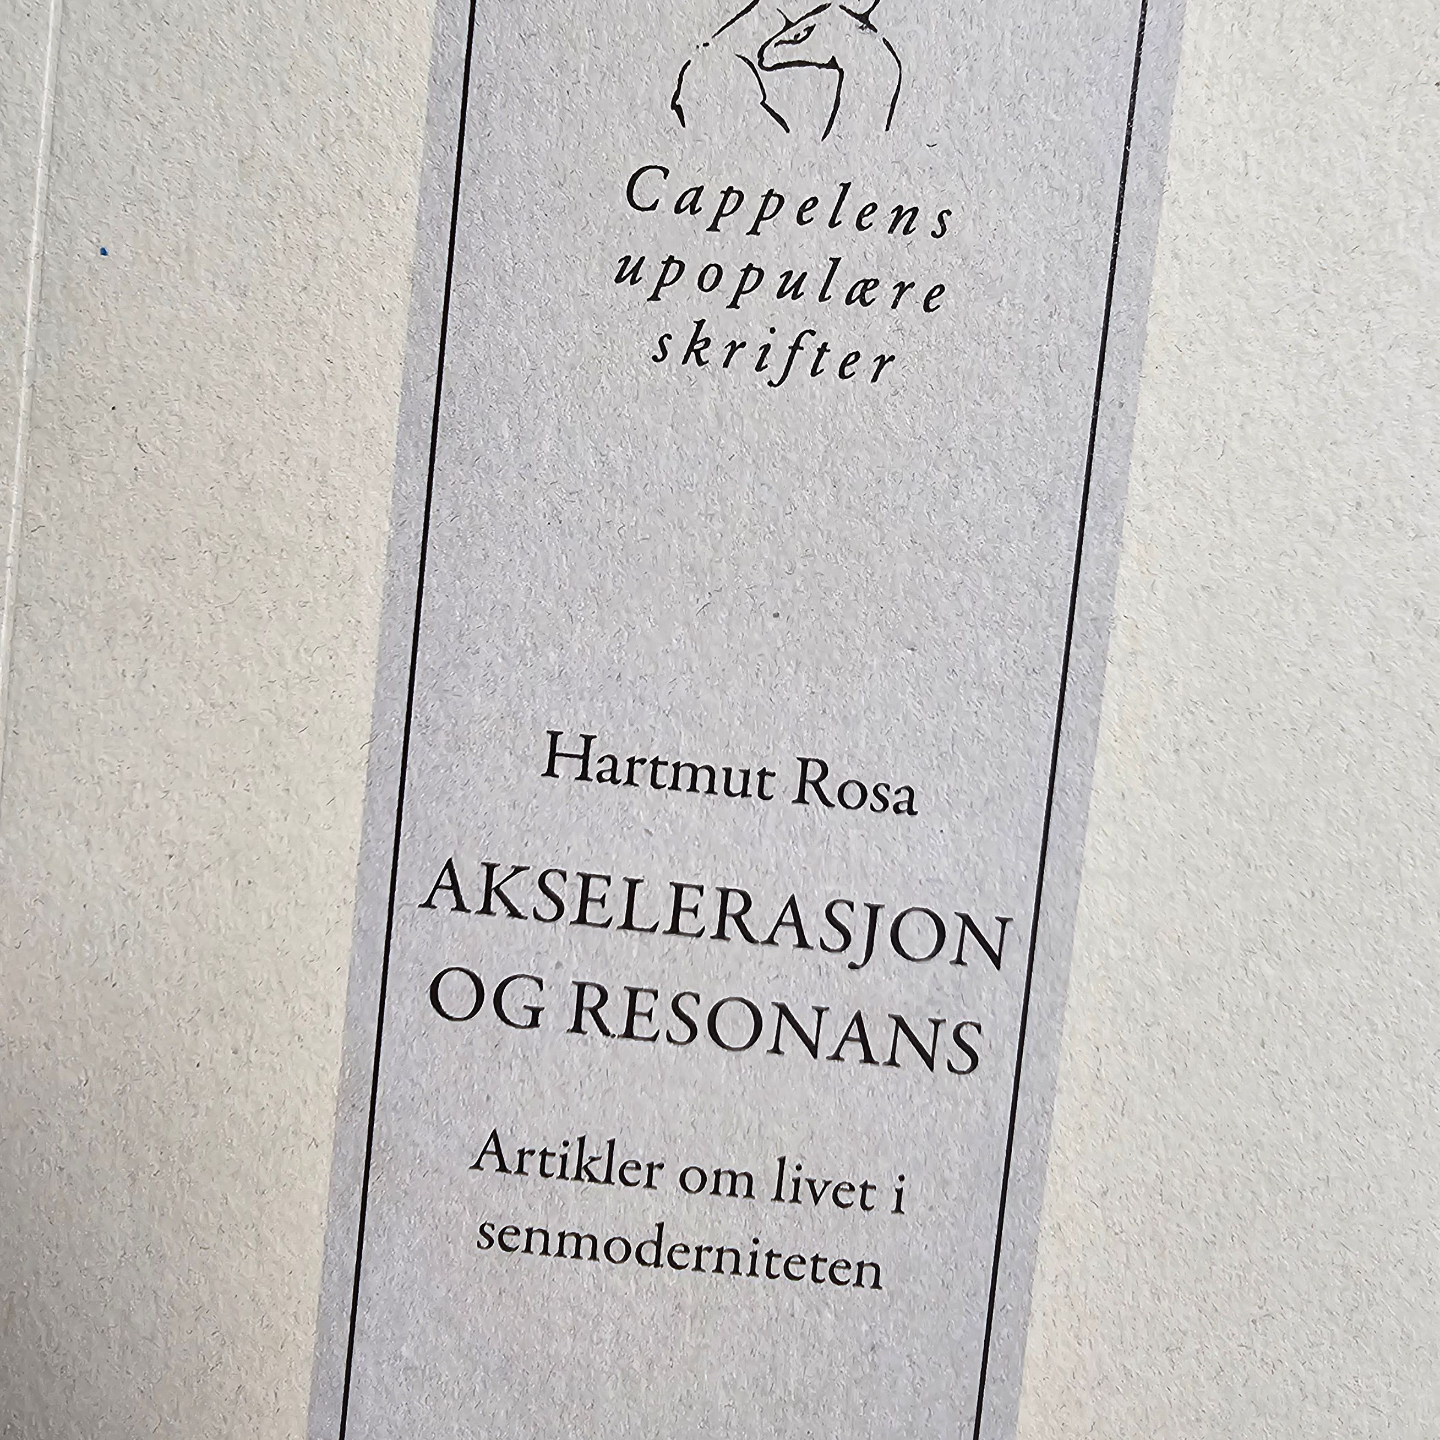 Cappelens
upopulære
skrifter
Hartmut Rosa
AKSELERASJON
OG RESONANS
Artikler om livet i
senmoderniteten